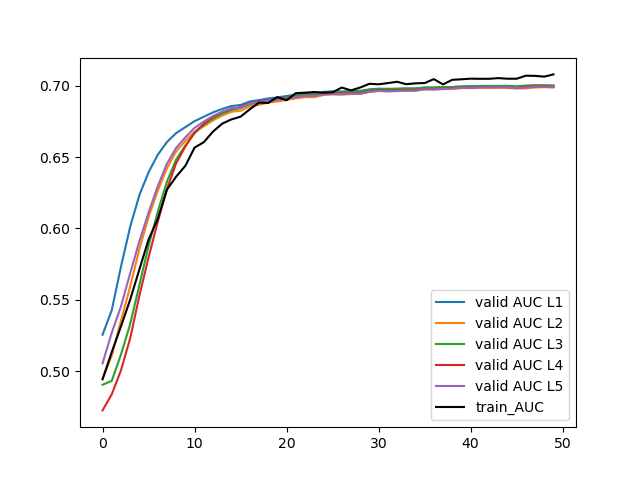 0.70
0.65
0.60
0.55
0.50
0
10
20
30
40
50
valid AUC L1
valid AUC L2
valid AUC L3
valid AUC L4
valid AUC L5
train_AUC